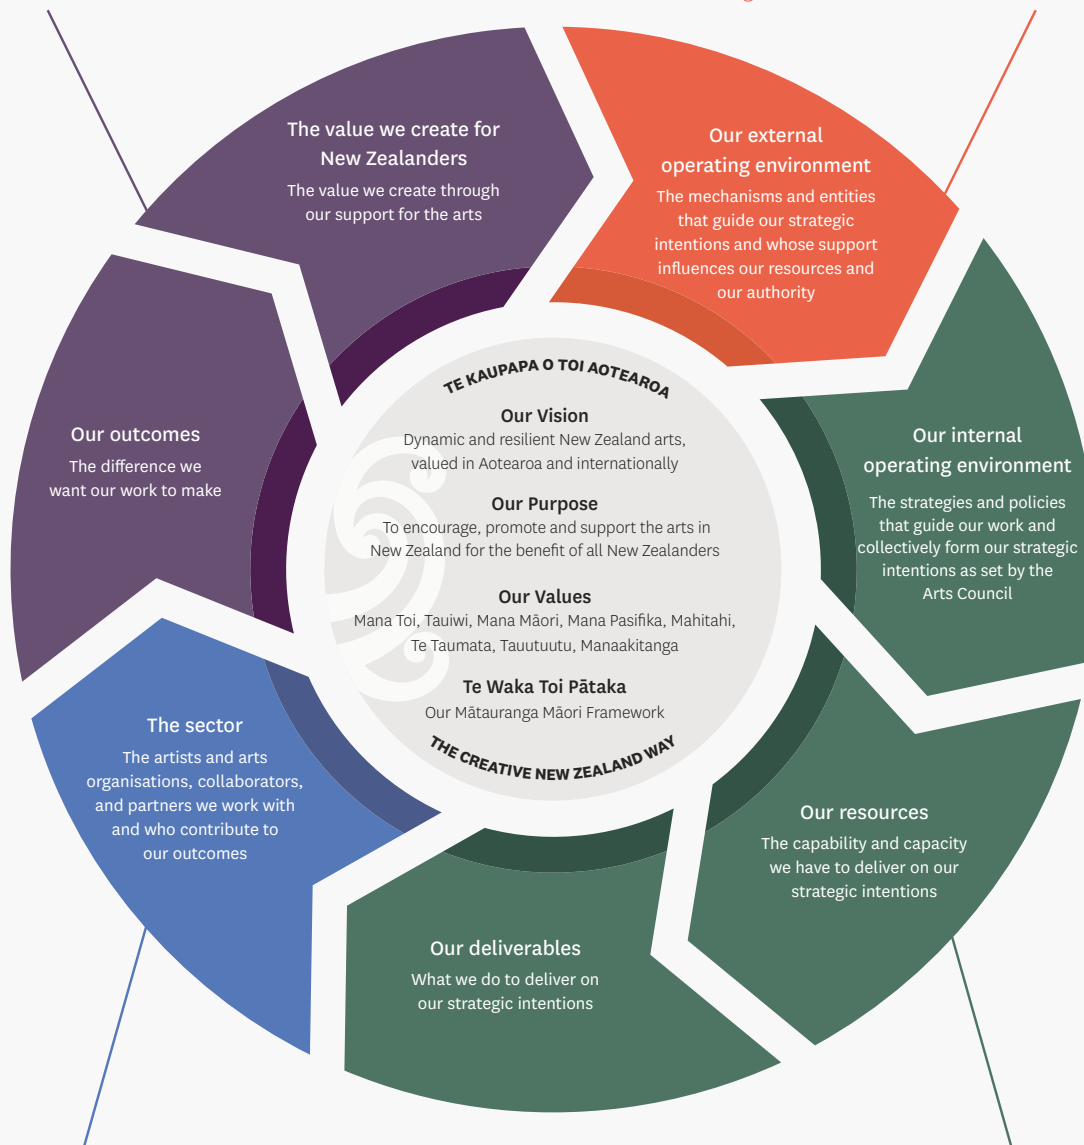 The value we create for
New Zealanders
The value we create through
our support for the arts
Our external
operating environment
The mechanisms and entities
that guide our strategic
intentions and whose support
influences our resources and
our authority
Our internal
operating environment
The strategies and policies
that guide our work and
collectively form our strategic
intentions as set by the
Arts Council
Our resources
The capability and capacity
we have to deliver on our
strategic intentions
Our deliverables
What we do to deliver on
our strategic intentions
The sector
The artists and arts
organisations, collaborators,
and partners we work with
and who contribute to
our outcomes
Our outcomes
The difference we
want our work to make
TE KAUPAPA O TOI AOTEAROA
Our Vision
Dynamic and resilient New Zealand arts,
valued in Aotearoa and internationally
Our Purpose
To encourage, promote and support the arts in
New Zealand for the benefit of all New Zealanders
Our Values
Mana Toi, Tauiwi, Mana Māori, Mana Pasifika, Mahitahi,
Te Taumata, Tauutuutu, Manaakitanga
Te Waka Toi Pātaka
Our Mātauranga Māori Framework
THE CREATIVE NEW ZEALAND WAY